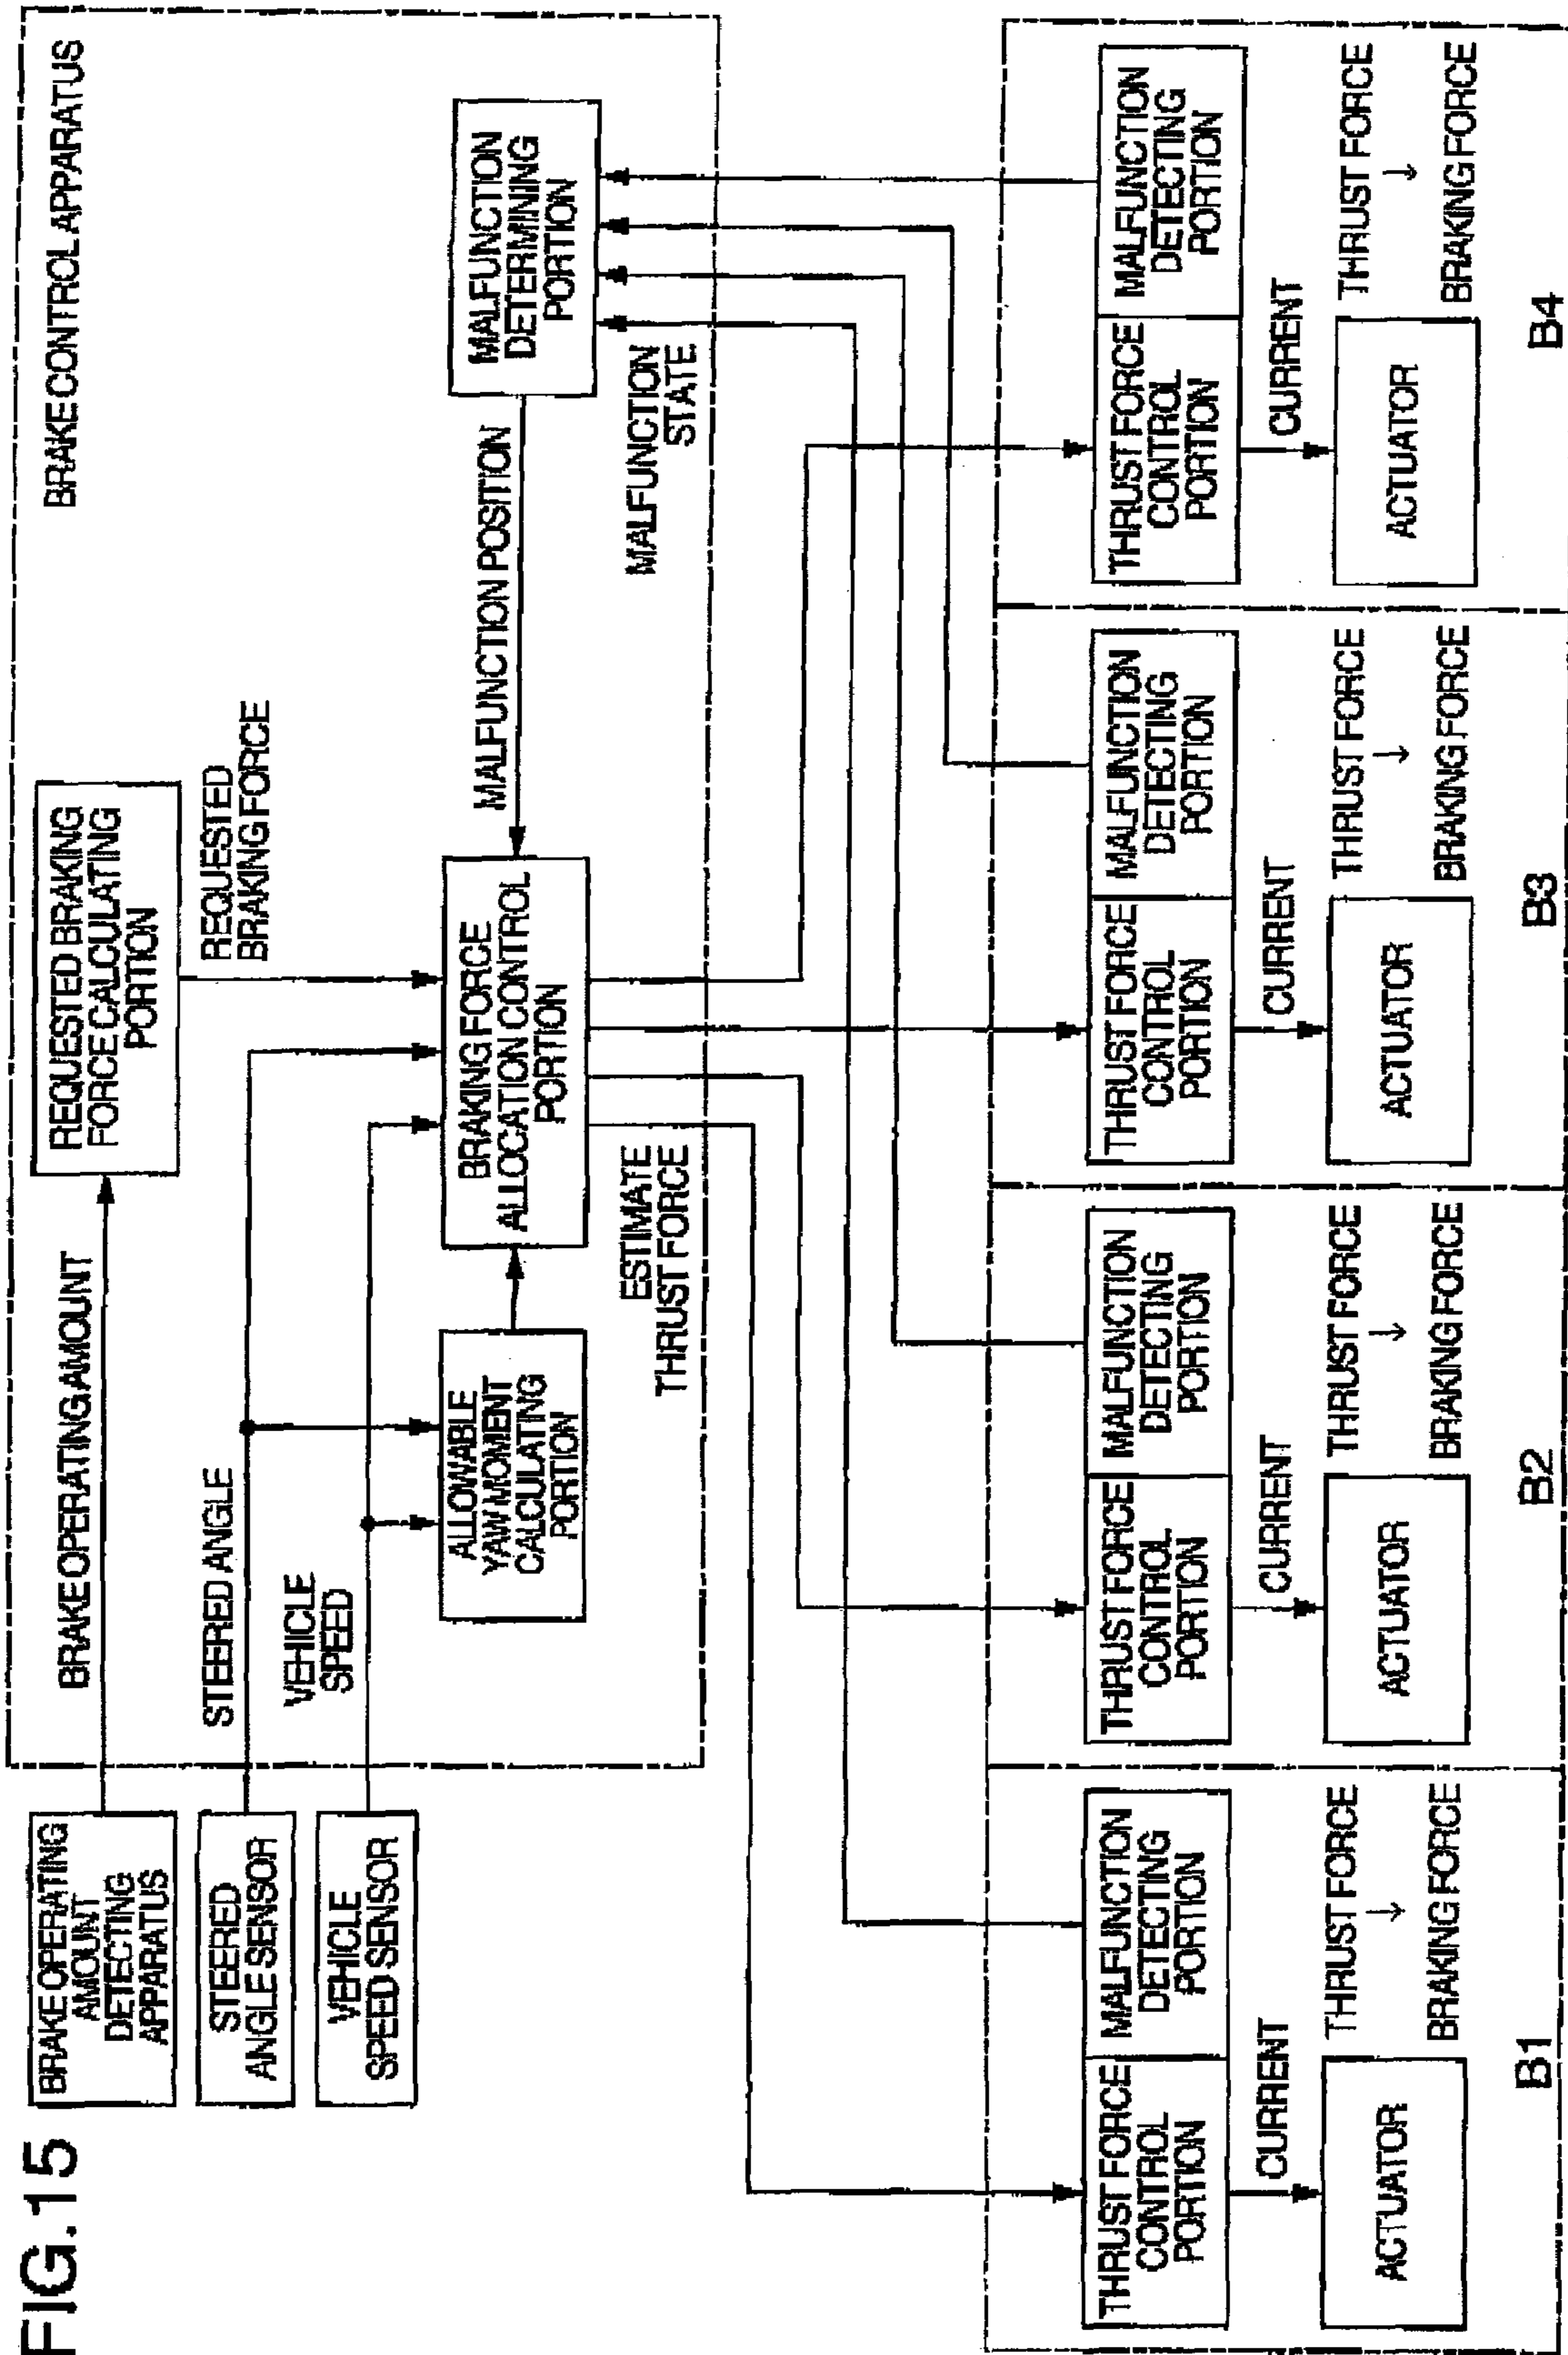 FIG.15
BRAKE OPERATING
AMOUNT
DETECTING
APPARATUS
STEERED
ANGLE SENSOR
VEHICLE
SPEED SENSOR
BRAKE OPERATING AMOUNT
STEERED ANGLE
VEHICLE
SPEED
BRAKE CONTROL APPARATUS
REQUESTED BRAKING
FORCE CALCULATING
PORTION
REQUESTED
BRAKING FORCE
ALLOWABLE
YAW MOMENT
CALCULATING
PORTION
BRAKING FORCE
ALLOCATION CONTROL
PORTION
MALFUNCTION POSITION
MALFUNCTION
DETERMINING
PORTION
ESTIMATE
THRUST FORCE
MALFUNCTION
STATE
THRUST FORCE
CONTROL
PORTION
MALFUNCTION
DETECTING
PORTION
CURRENT
ACTUATOR
THRUST FORCE
↓
BRAKING FORCE
B1
THRUST FORCE
CONTROL
PORTION
MALFUNCTION
DETECTING
PORTION
CURRENT
ACTUATOR
THRUST FORCE
↓
BRAKING FORCE
B2
THRUST FORCE
CONTROL
PORTION
MALFUNCTION
DETECTING
PORTION
CURRENT
ACTUATOR
THRUST FORCE
↓
BRAKING FORCE
B3
THRUST FORCE
CONTROL
PORTION
MALFUNCTION
DETECTING
PORTION
CURRENT
ACTUATOR
THRUST FORCE
↓
BRAKING FORCE
B4